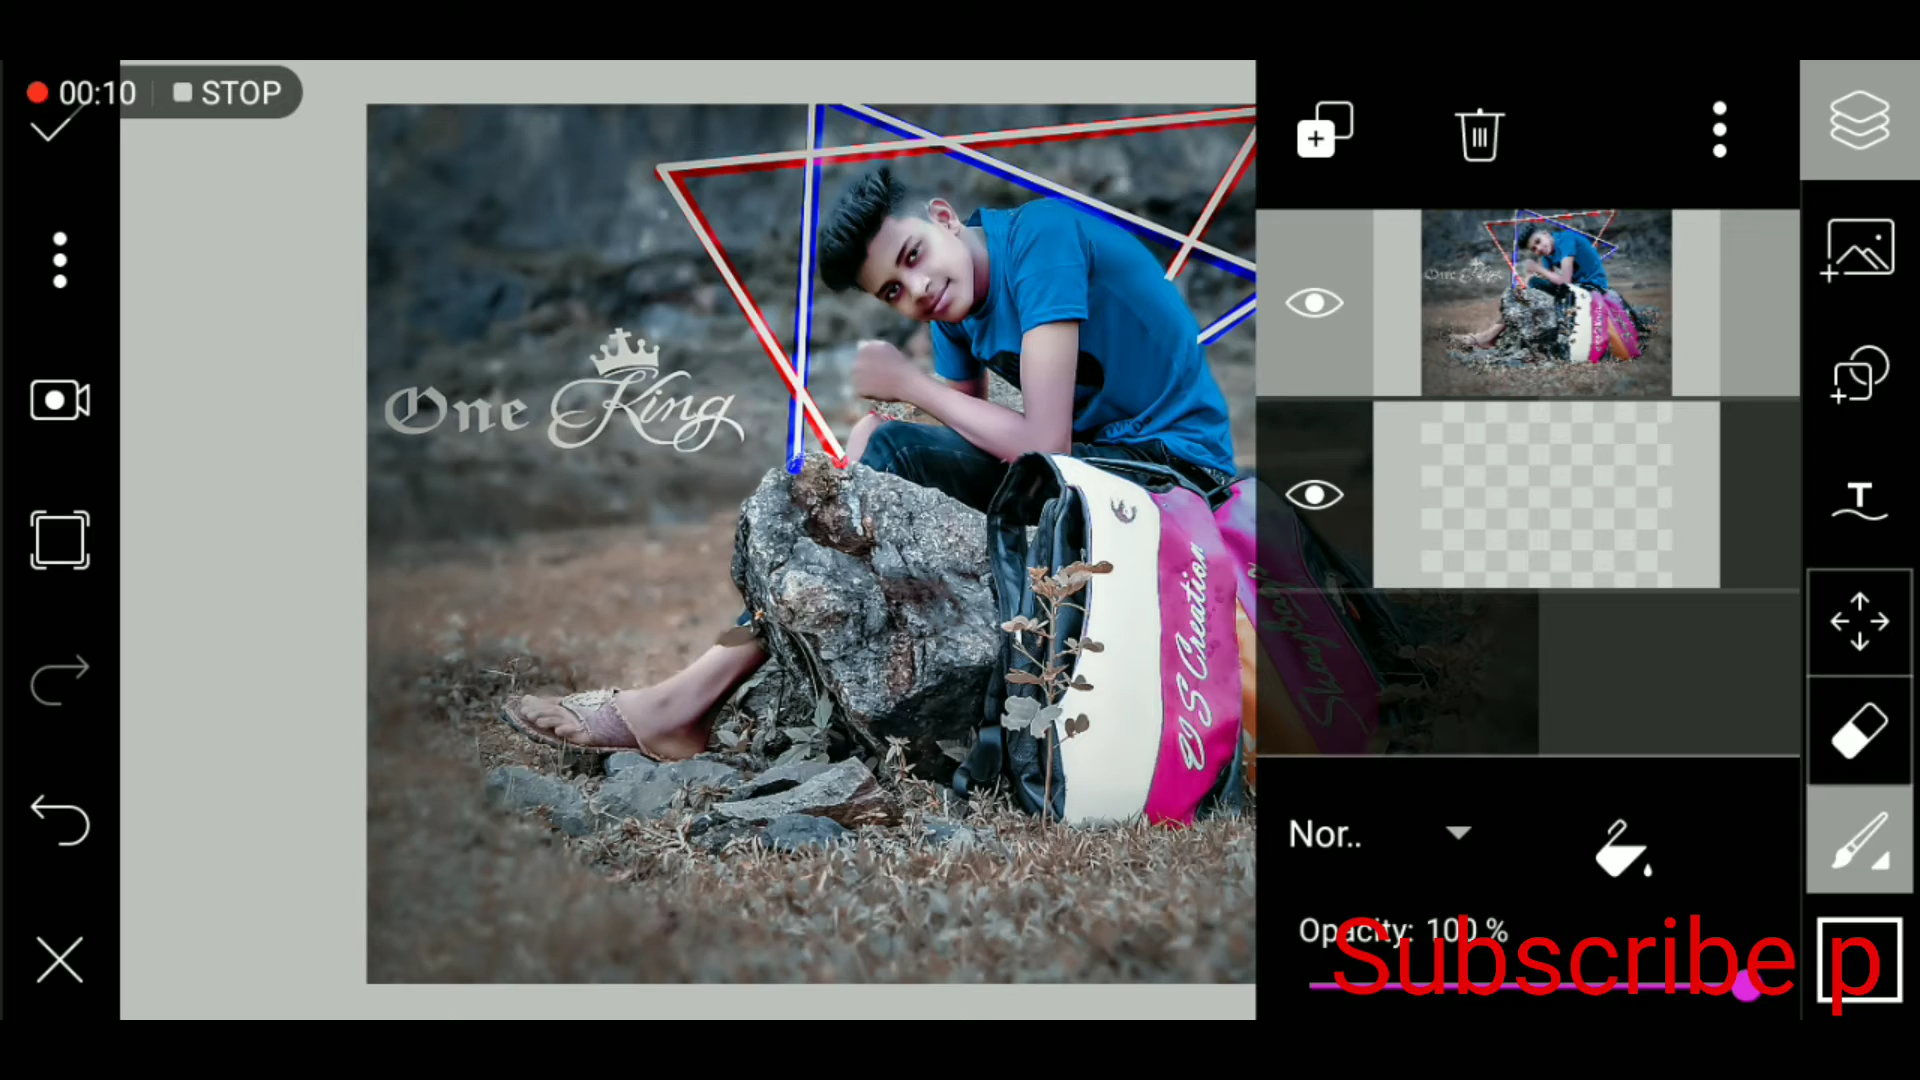 00:10 STOP
One King
US Creation
Nor..
Opacity: 100 %
Subscribe p
T